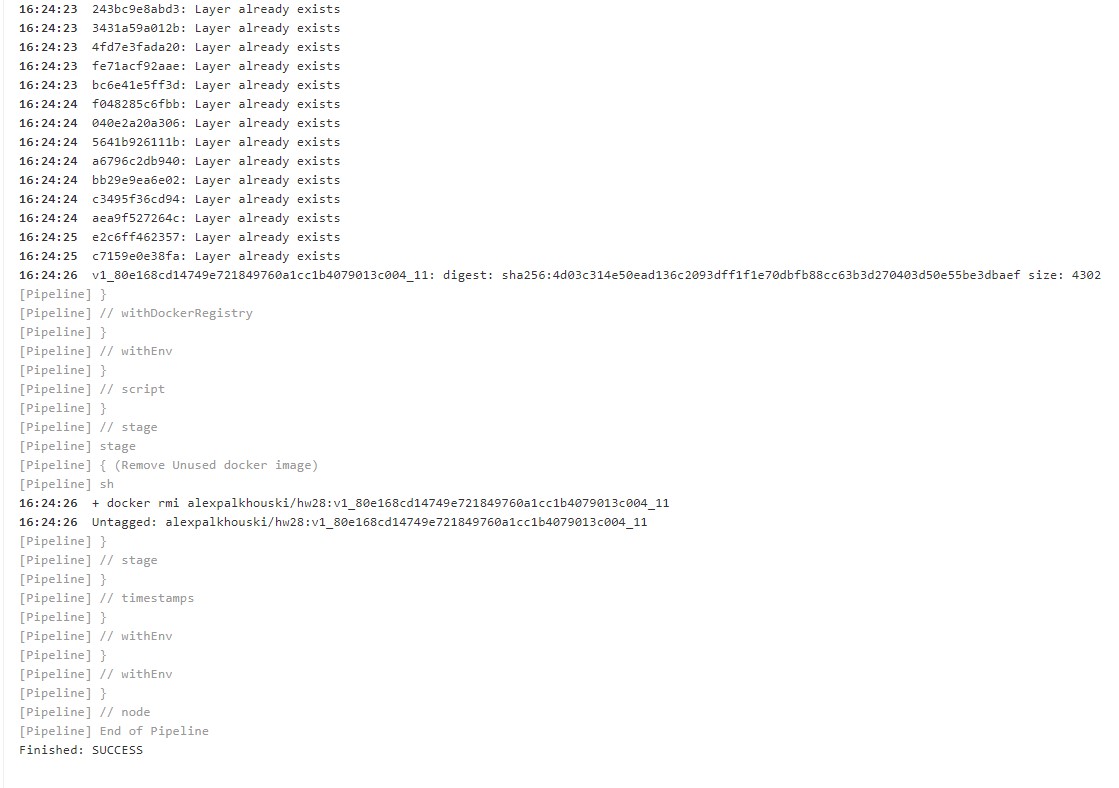 16:24:23 243bc9e8abd3: Layer already exists
16:24:23 3431a59a012b: Layer already exists
16:24:23 4fd7e3fada20: Layer already exists
16:24:23 fe71acf92aae: Layer already exists
16:24:23 bc6e41e5ff3d: Layer already exists
16:24:24 f048285c6fbb: Layer already exists
16:24:24 040e2a20a306: Layer already exists
16:24:24 5641b926111b: Layer already exists
16:24:24 a6796c2db940: Layer already exists
16:24:24 bb29e9ea6e02: Layer already exists
16:24:24 c3495f36cd94: Layer already exists
16:24:24 aea9f527264c: Layer already exists
16:24:25 e2c6ff462357: Layer already exists
16:24:25 c7159e0e38fa: Layer already exists
16:24:26 v1_80e168cd14749e721849760a1cc1b4079013c004_11: digest: sha256:4d03c314e50ead136c2093dff1f1e70dbfb88cc63b3d270403d50e55be3dbaef size: 4302
[Pipeline] }
[Pipeline] // withDockerRegistry
[Pipeline] }
[Pipeline] // withEnv
[Pipeline] }
[Pipeline] // script
[Pipeline] }
[Pipeline] // stage
[Pipeline] stage
[Pipeline] { (Remove Unused docker image)
[Pipeline] sh
16:24:26 + docker rmi alexpalkhouski/hw28:v1_80e168cd14749e721849760a1cc1b4079013c004_11
16:24:26 Untagged: alexpalkhouski/hw28:v1_80e168cd14749e721849760a1cc1b4079013c004_11
[Pipeline] }
[Pipeline] // stage
[Pipeline] }
[Pipeline] // timestamps
[Pipeline] }
[Pipeline] // withEnv
[Pipeline] }
[Pipeline] // withEnv
[Pipeline] }
[Pipeline] // node
[Pipeline] End of Pipeline
Finished: SUCCESS